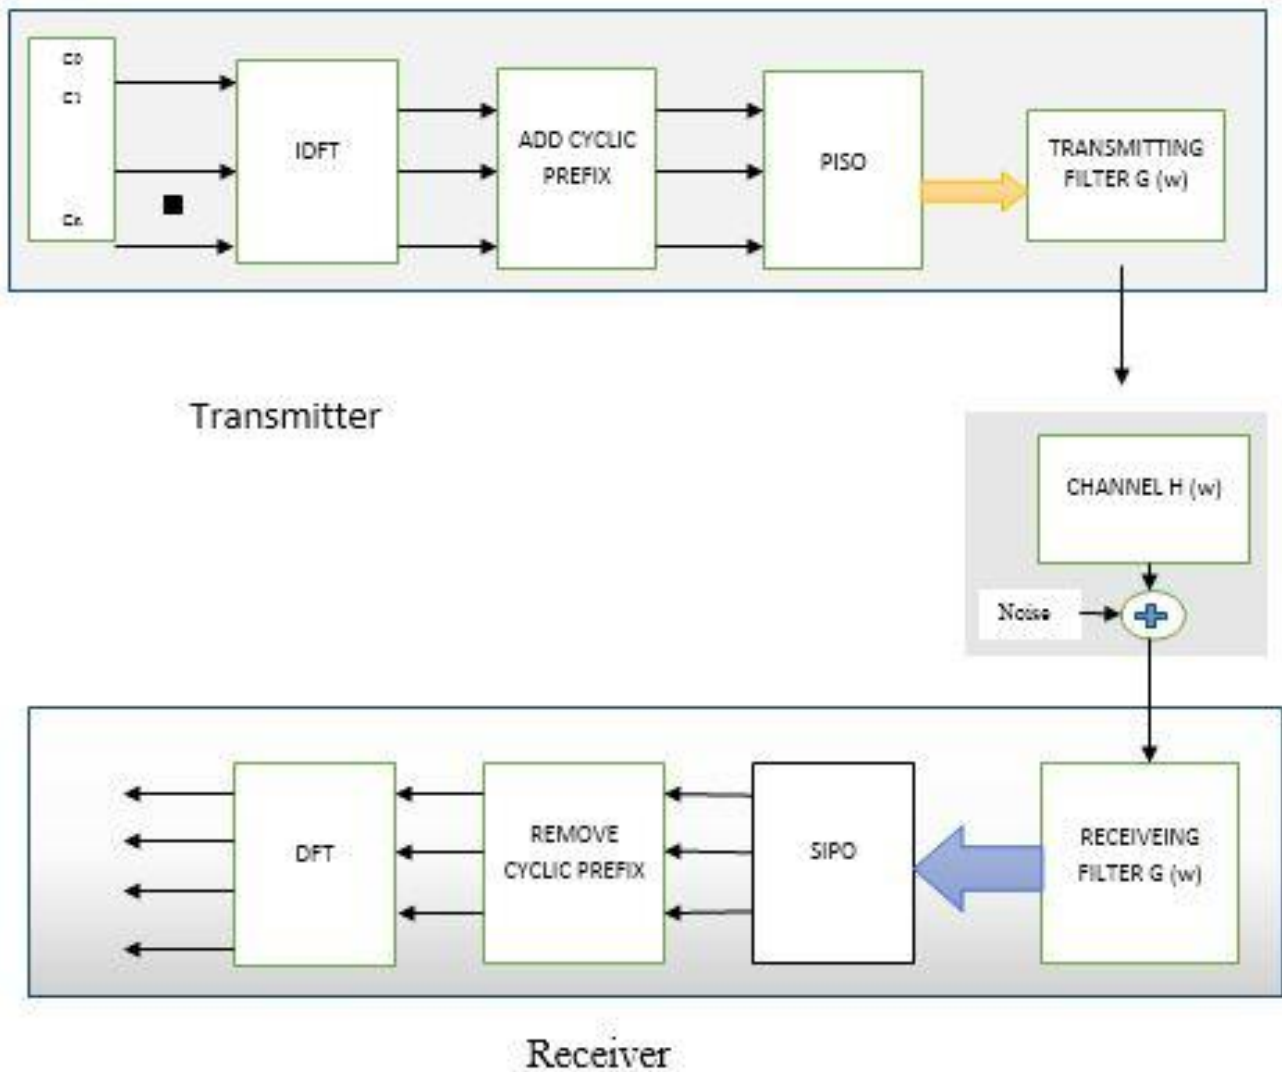 C0
C1
Cn
IDFT
ADD CYCLIC
PREFIX
PISO
TRANSMITTING
FILTER G (w)
Transmitter
CHANNEL H (w)
Noise
DFT
REMOVE
CYCLIC PREFIX
SIPO
RECEIVEING
FILTER G (w)
Receiver